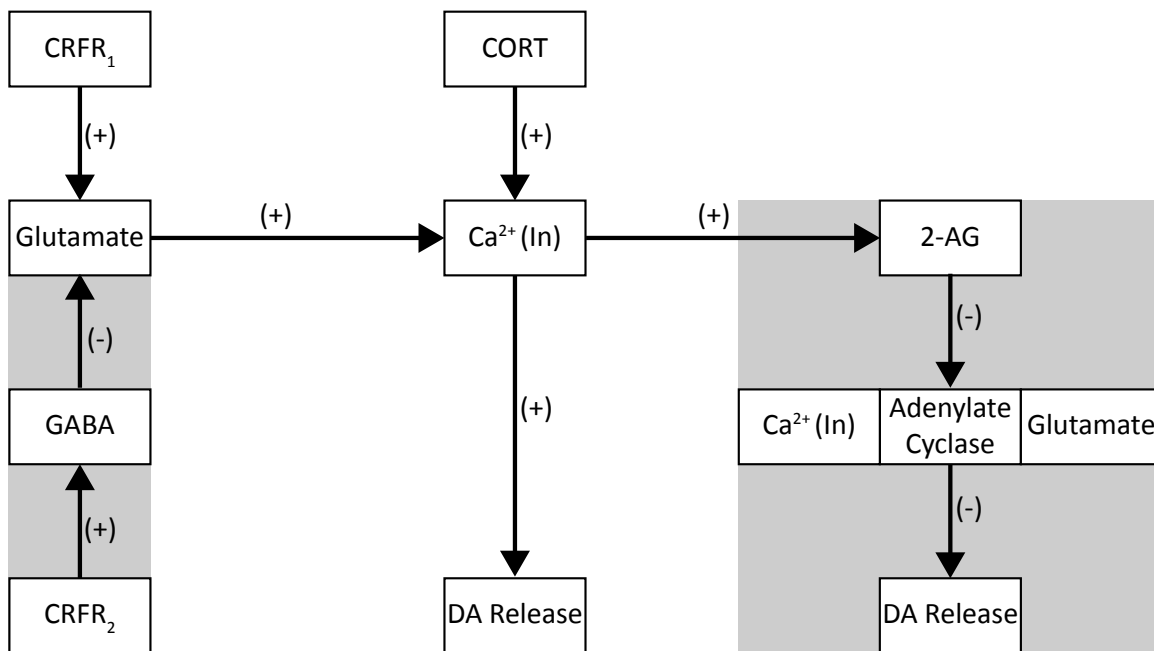 CRFR₁
CORT
(+)
(+)
Glutamate
(+)
Ca²⁺ (In)
(+)
2-AG
(-)
(-)
GABA
(+)
Ca²⁺ (In)
Adenylate
Cyclase
Glutamate
(+)
(-)
CRFR₂
DA Release
DA Release